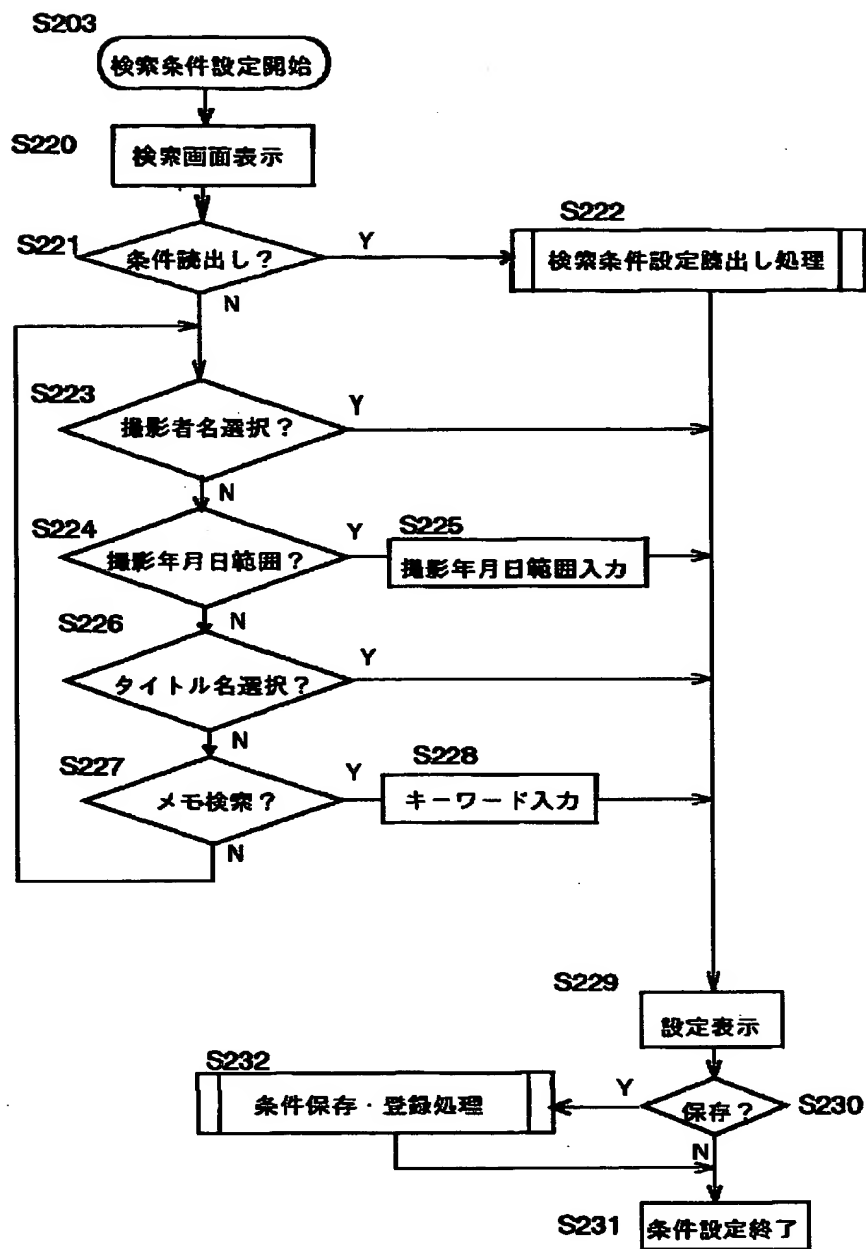 S203
検索条件設定開始
S220
検索画面表示
S221
条件読出し？
Y
N
S222
検索条件設定読出し処理
S223
撮影者名選択？
Y
N
S224
撮影年月日範囲？
Y
N
S225
撮影年月日範囲入力
S226
タイトル名選択？
Y
N
S227
メモ検索？
Y
N
S228
キーワード入力
S229
設定表示
S230
保存？
Y
N
S232
条件保存・登録処理
S231
条件設定終了